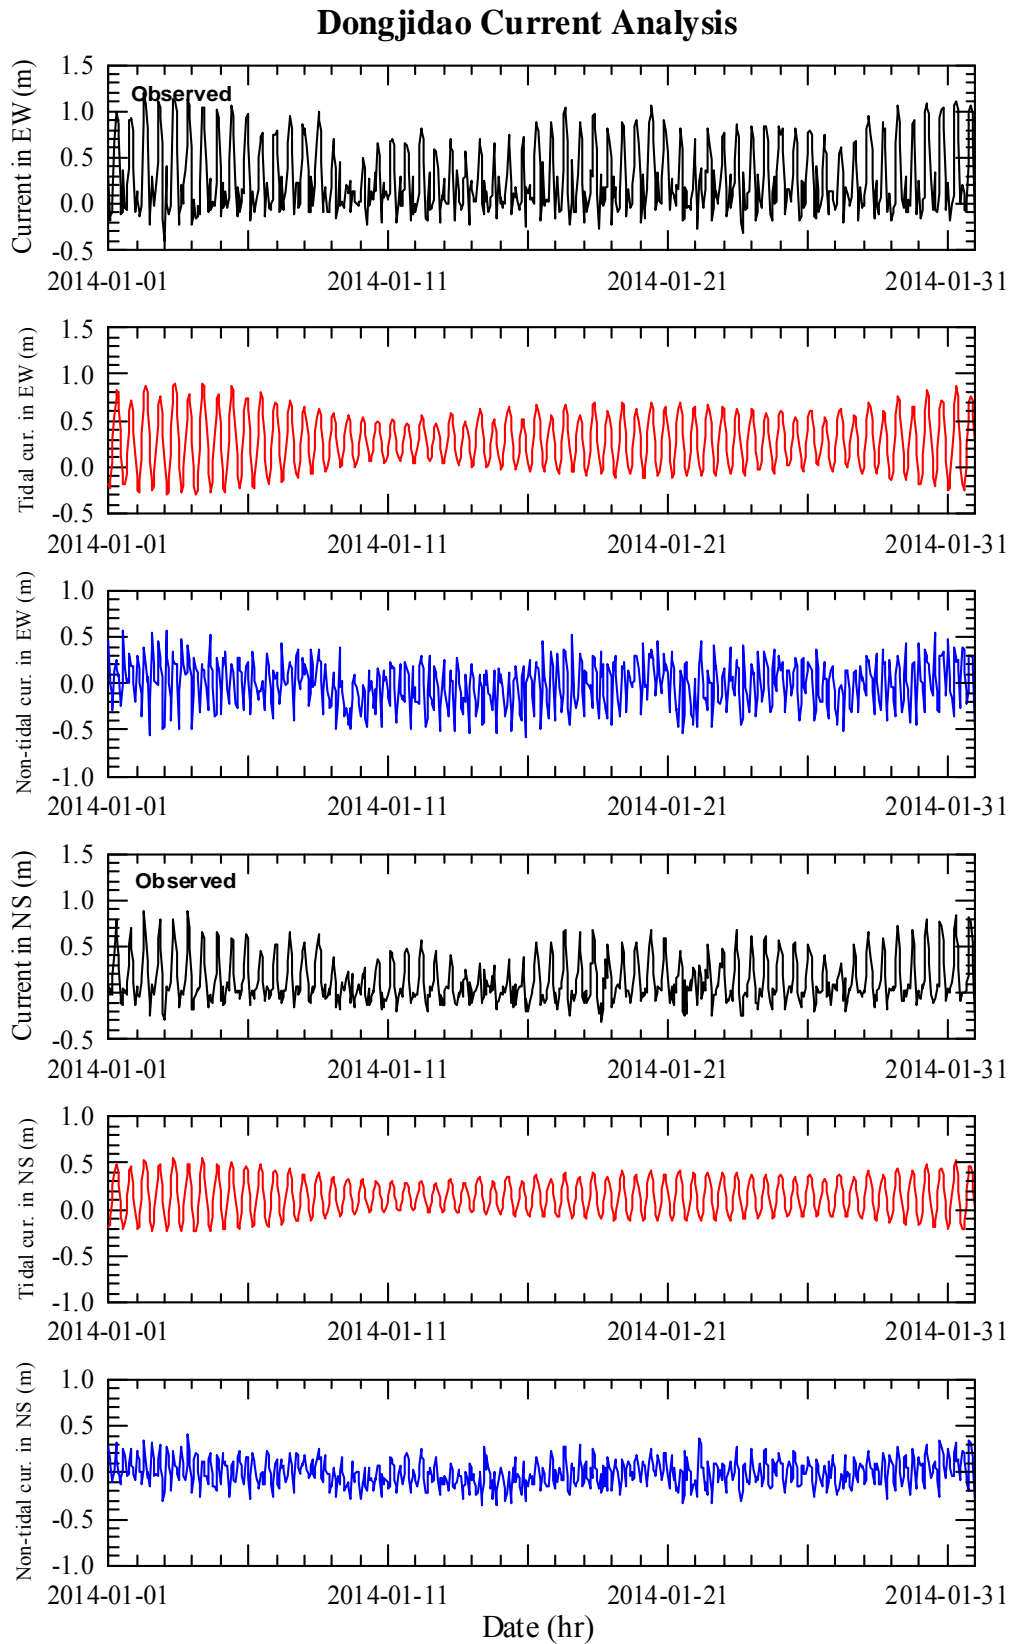 Dongjidao Current Analysis
Current in EW (m)
1.5
1.0
0.5
0.0
-0.5
Observed
2014-01-01 2014-01-11 2014-01-21 2014-01-31
Tidal cur. in EW (m)
1.5
1.0
0.5
0.0
-0.5
2014-01-01 2014-01-11 2014-01-21 2014-01-31
Non-tidal cur. in EW (m)
1.0
0.5
0.0
-0.5
-1.0
2014-01-01 2014-01-11 2014-01-21 2014-01-31
Current in NS (m)
1.5
1.0
0.5
0.0
-0.5
Observed
2014-01-01 2014-01-11 2014-01-21 2014-01-31
Tidal cur. in NS (m)
1.0
0.5
0.0
-0.5
-1.0
2014-01-01 2014-01-11 2014-01-21 2014-01-31
Non-tidal cur. in NS (m)
1.0
0.5
0.0
-0.5
-1.0
2014-01-01 2014-01-11 2014-01-21 2014-01-31
Date (hr)